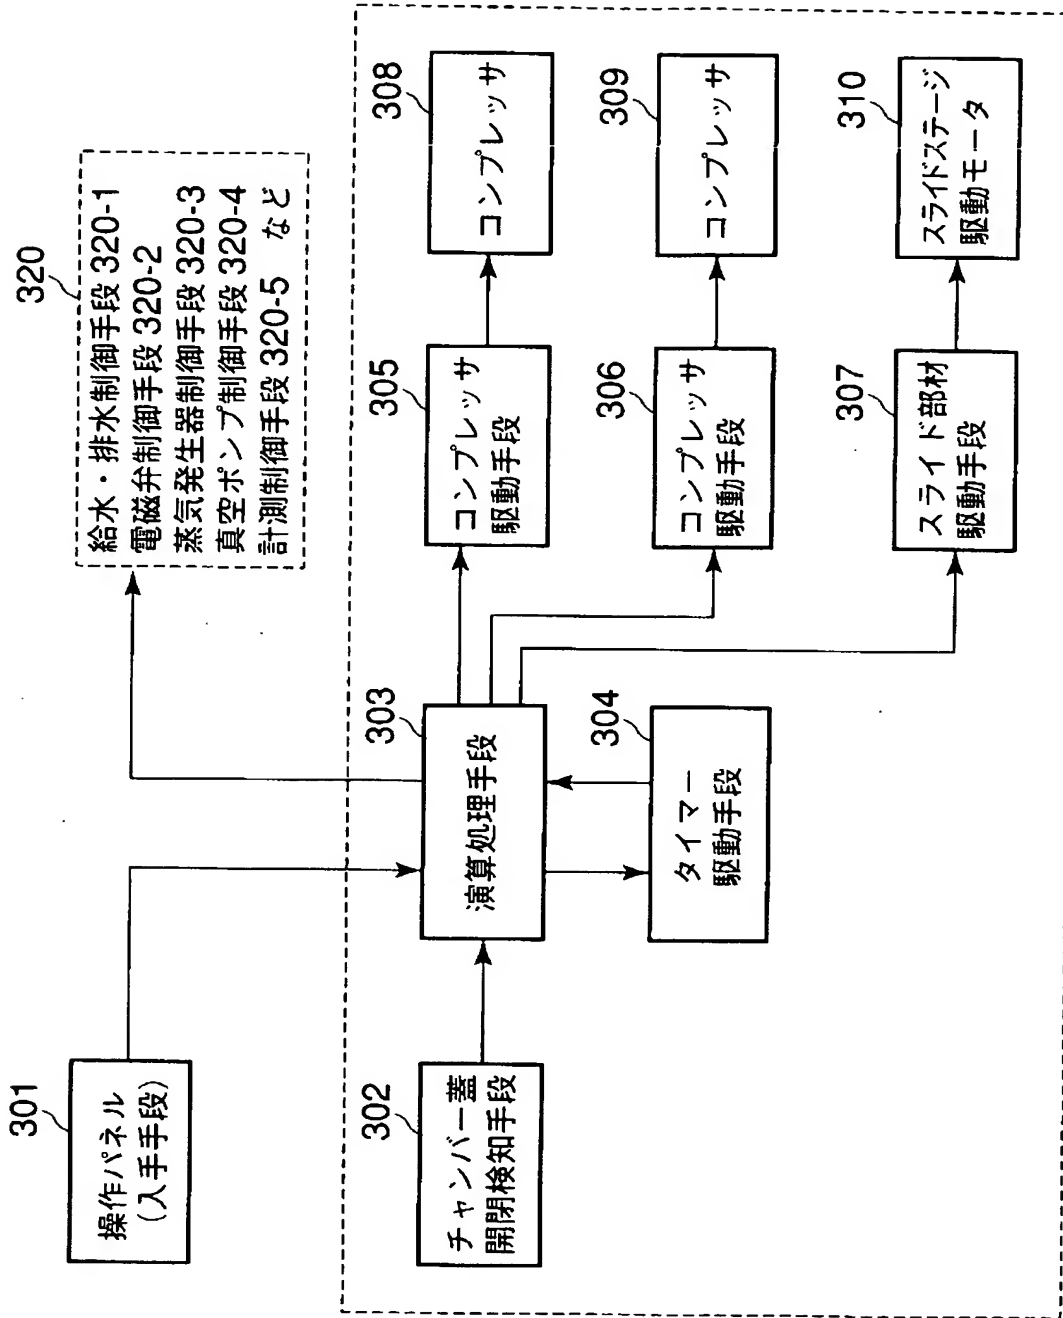 301
操作パネル
(入手手段)
320
給水・排水制御手段 320-1
電磁弁制御手段 320-2
蒸気発生器制御手段 320-3
真空ポンプ制御手段 320-4
計測制御手段 320-5 など
302
チャンバー蓋
開閉検知手段
303
演算処理手段
304
タイマー
駆動手段
305
コンプレッサ
駆動手段
306
コンプレッサ
駆動手段
307
スライド部材
駆動手段
308
コンプレッサ
309
コンプレッサ
310
スライドステージ
駆動モータ